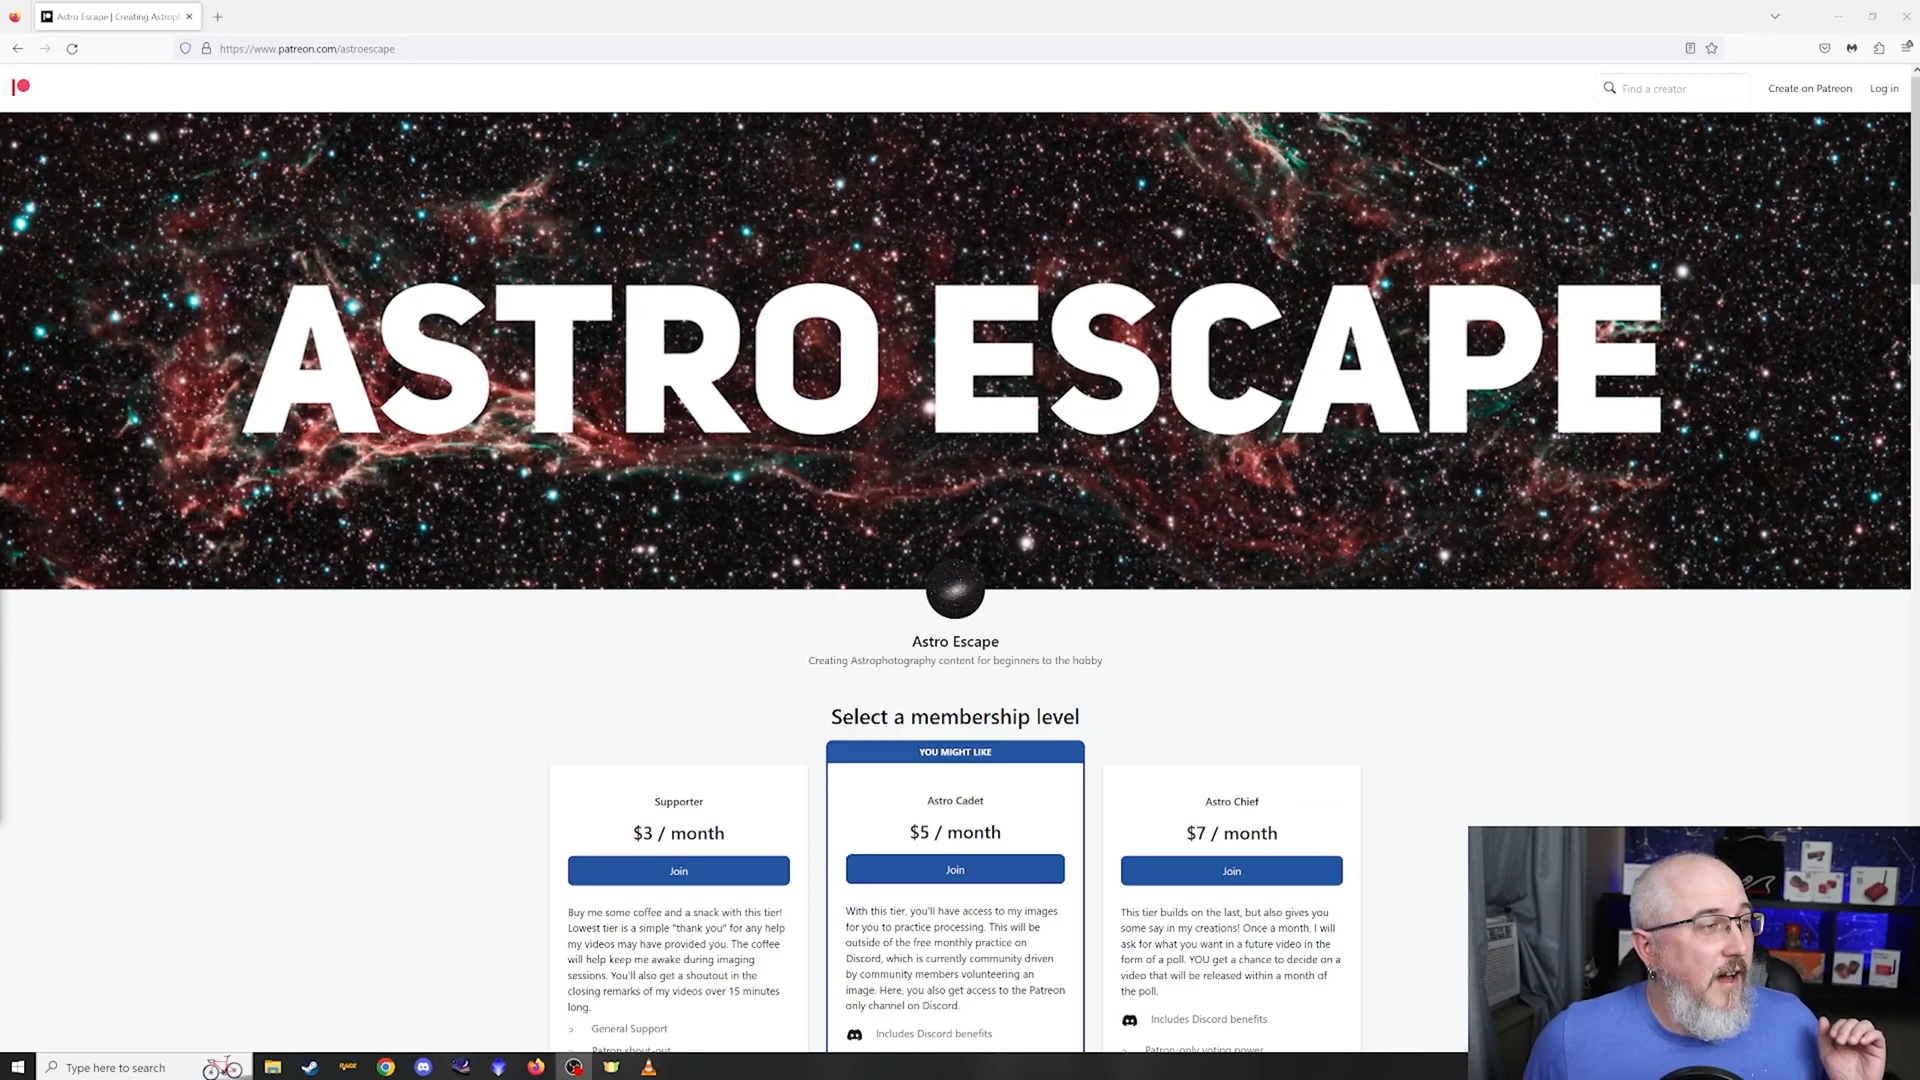 Astro Escape | Creating Astroph
https://www.patreon.com/astroescape
Find a creator
Create on Patreon
Log in
ASTRO ESCAPE
Astro Escape
Creating Astrophotography content for beginners to the hobby
Select a membership level
Supporter
$3 / month
Join
Buy me some coffee and a snack with this tier!
Lowest tier is a simple "thank you" for any help
my videos may have provided you. The coffee
will help keep me awake during imaging
sessions. You'll also get a shoutout in the
closing remarks of my videos over 15 minutes
long.
General Support
Patron shout-out
YOU MIGHT LIKE
Astro Cadet
$5 / month
Join
With this tier, you'll have access to my images
for you to practice processing. This will be
outside of the free monthly practice on
Discord, which is currently community driven
by community members volunteering an
image. Here, you also get access to the Patreon
only channel on Discord.
Includes Discord benefits
Astro Chief
$7 / month
Join
This tier builds on the last, but also gives you
some say in my creations! Once a month, I will
ask for what you want in a future video in the
form of a poll. YOU get a chance to decide on a
video that will be released within a month of
the poll.
Includes Discord benefits
Patron-only voting power
Type here to search
RAGE